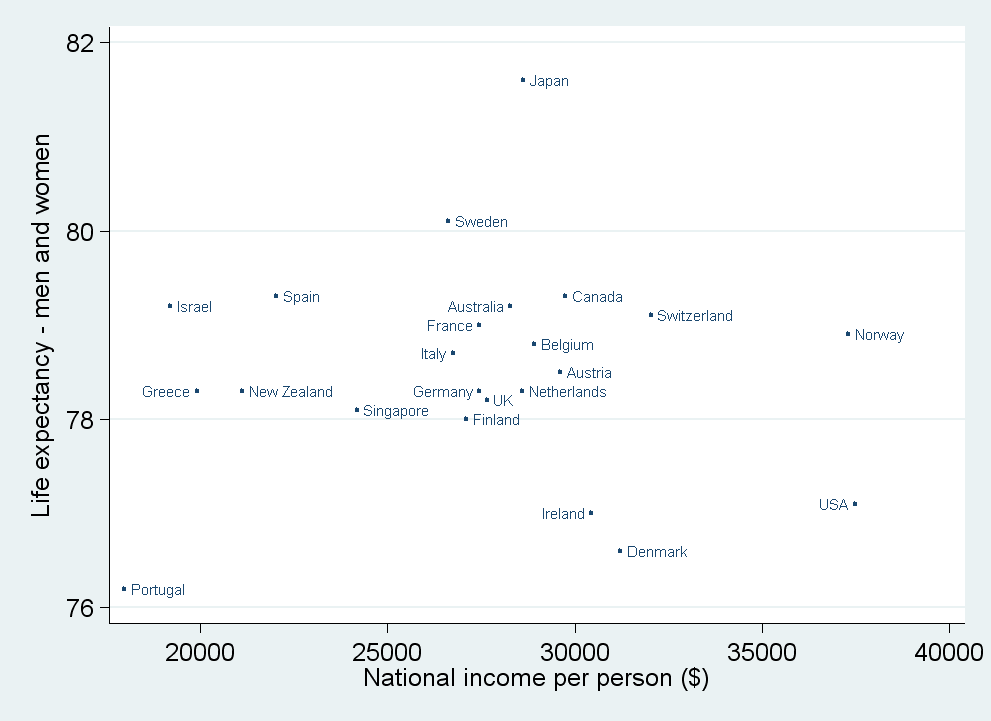 82
Japan
Sweden
80
Israel
Spain
Australia
Canada
Switzerland
France
Norway
Italy
Belgium
Austria
Greece
New Zealand
Germany
Netherlands
UK
Singapore
78
Finland
Ireland
USA
Denmark
Portugal
76
Life expectancy - men and women
20000 25000 30000 35000 40000
National income per person ($)